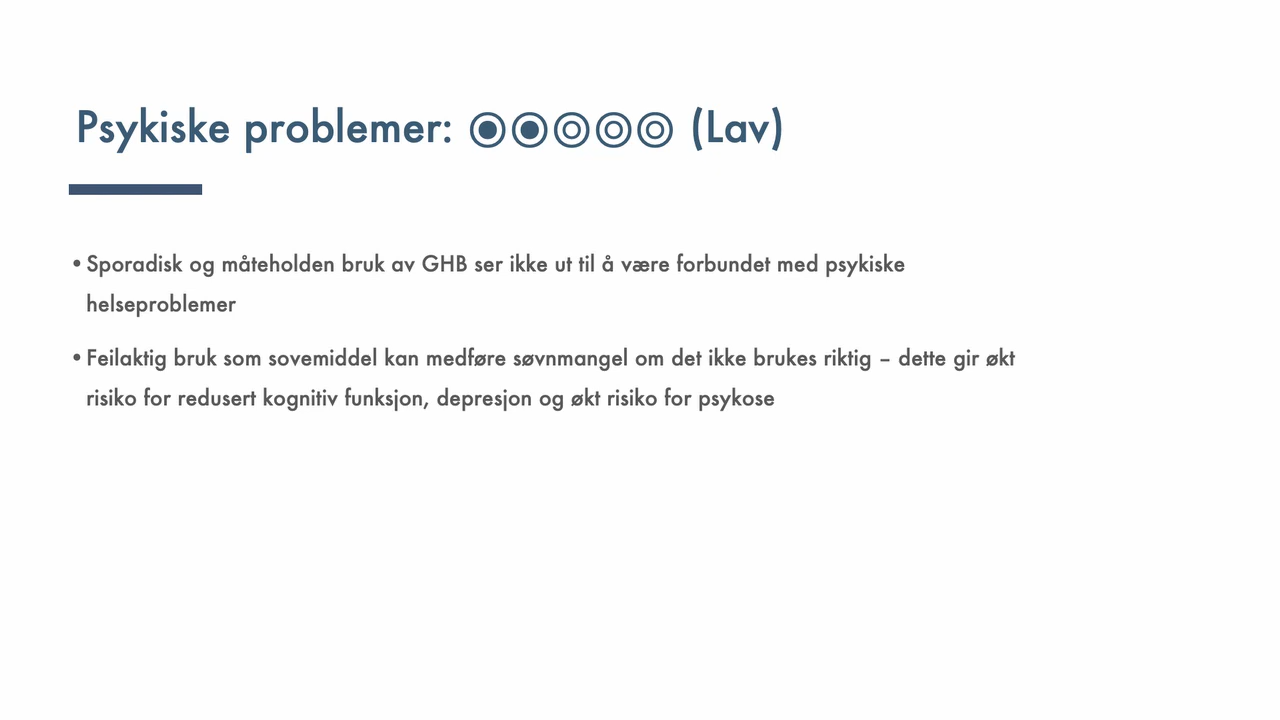 Psykiske problemer: ◉◉◎◎◎ (Lav)
• Sporadisk og måteholden bruk av GHB ser ikke ut til å være forbundet med psykiske
helseproblemer
• Feilaktig bruk som sovemiddel kan medføre søvnmangel om det ikke brukes riktig – dette gir økt
risiko for redusert kognitiv funksjon, depresjon og økt risiko for psykose